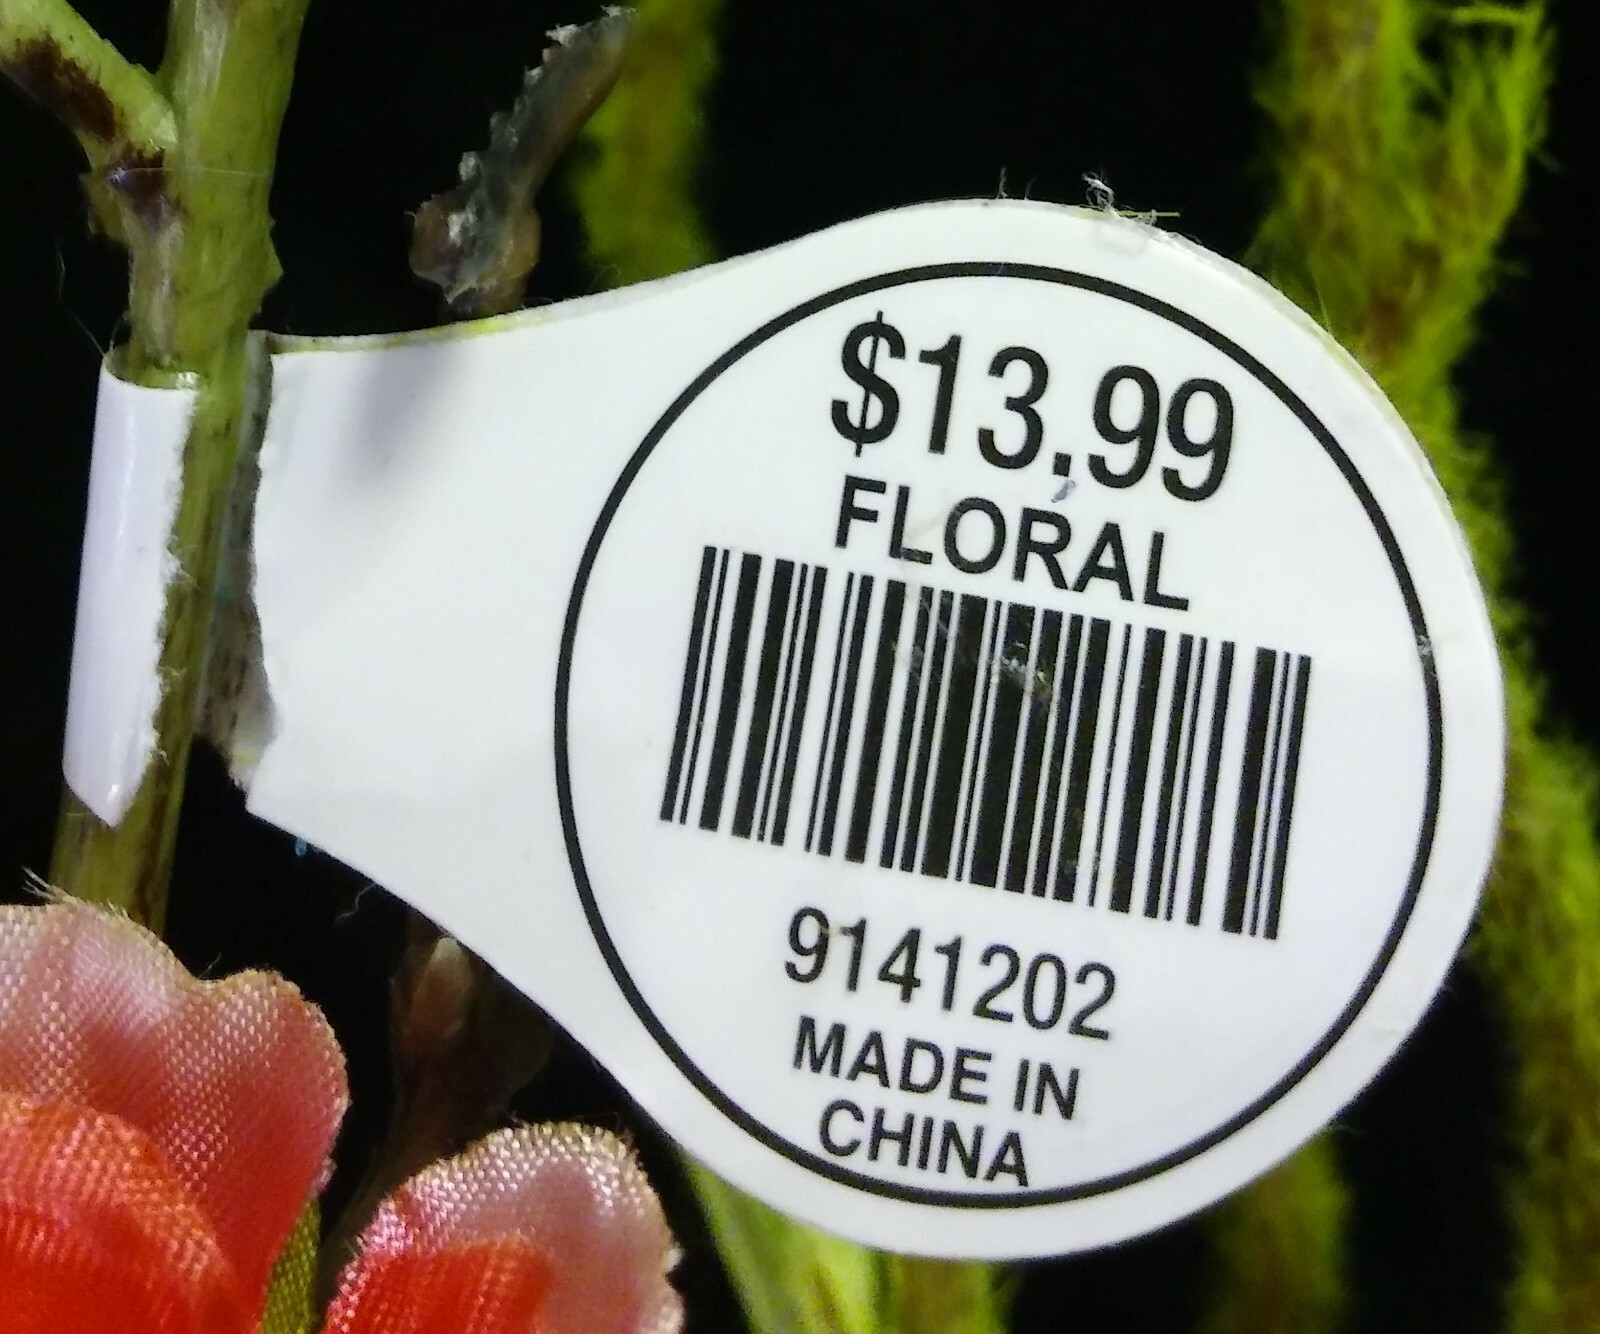 $13.99
FLORAL
9141202
MADE IN
CHINA